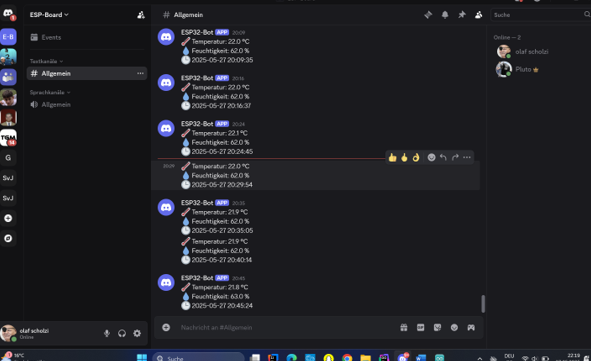 ESP-Board
# Allgemein
Suche
Events
Textkanäle
# Allgemein
Sprachkanäle
Allgemein
E-B
TGM
14
G
SvJ
SvJ
ESP32-Bot APP 20:09
Temperatur: 22.0 °C
Feuchtigkeit: 62.0 %
2025-05-27 20:09:35
ESP32-Bot APP 20:16
Temperatur: 22.0 °C
Feuchtigkeit: 62.0 %
2025-05-27 20:16:37
ESP32-Bot APP 20:24
Temperatur: 22.1 °C
Feuchtigkeit: 62.0 %
2025-05-27 20:24:45
Temperatur: 22.0 °C
Feuchtigkeit: 62.0 %
2025-05-27 20:29:54
ESP32-Bot APP 20:35
Temperatur: 21.9 °C
Feuchtigkeit: 62.0 %
2025-05-27 20:35:05
Temperatur: 21.9 °C
Feuchtigkeit: 62.0 %
2025-05-27 20:40:14
ESP32-Bot APP 20:45
Temperatur: 21.8 °C
Feuchtigkeit: 63.0 %
2025-05-27 20:45:24
Nachricht an #Allgemein
GIF
Online – 2
olaf scholzi
Pluto
olaf scholzi
Online
16°C
Suche
DEU
22:18